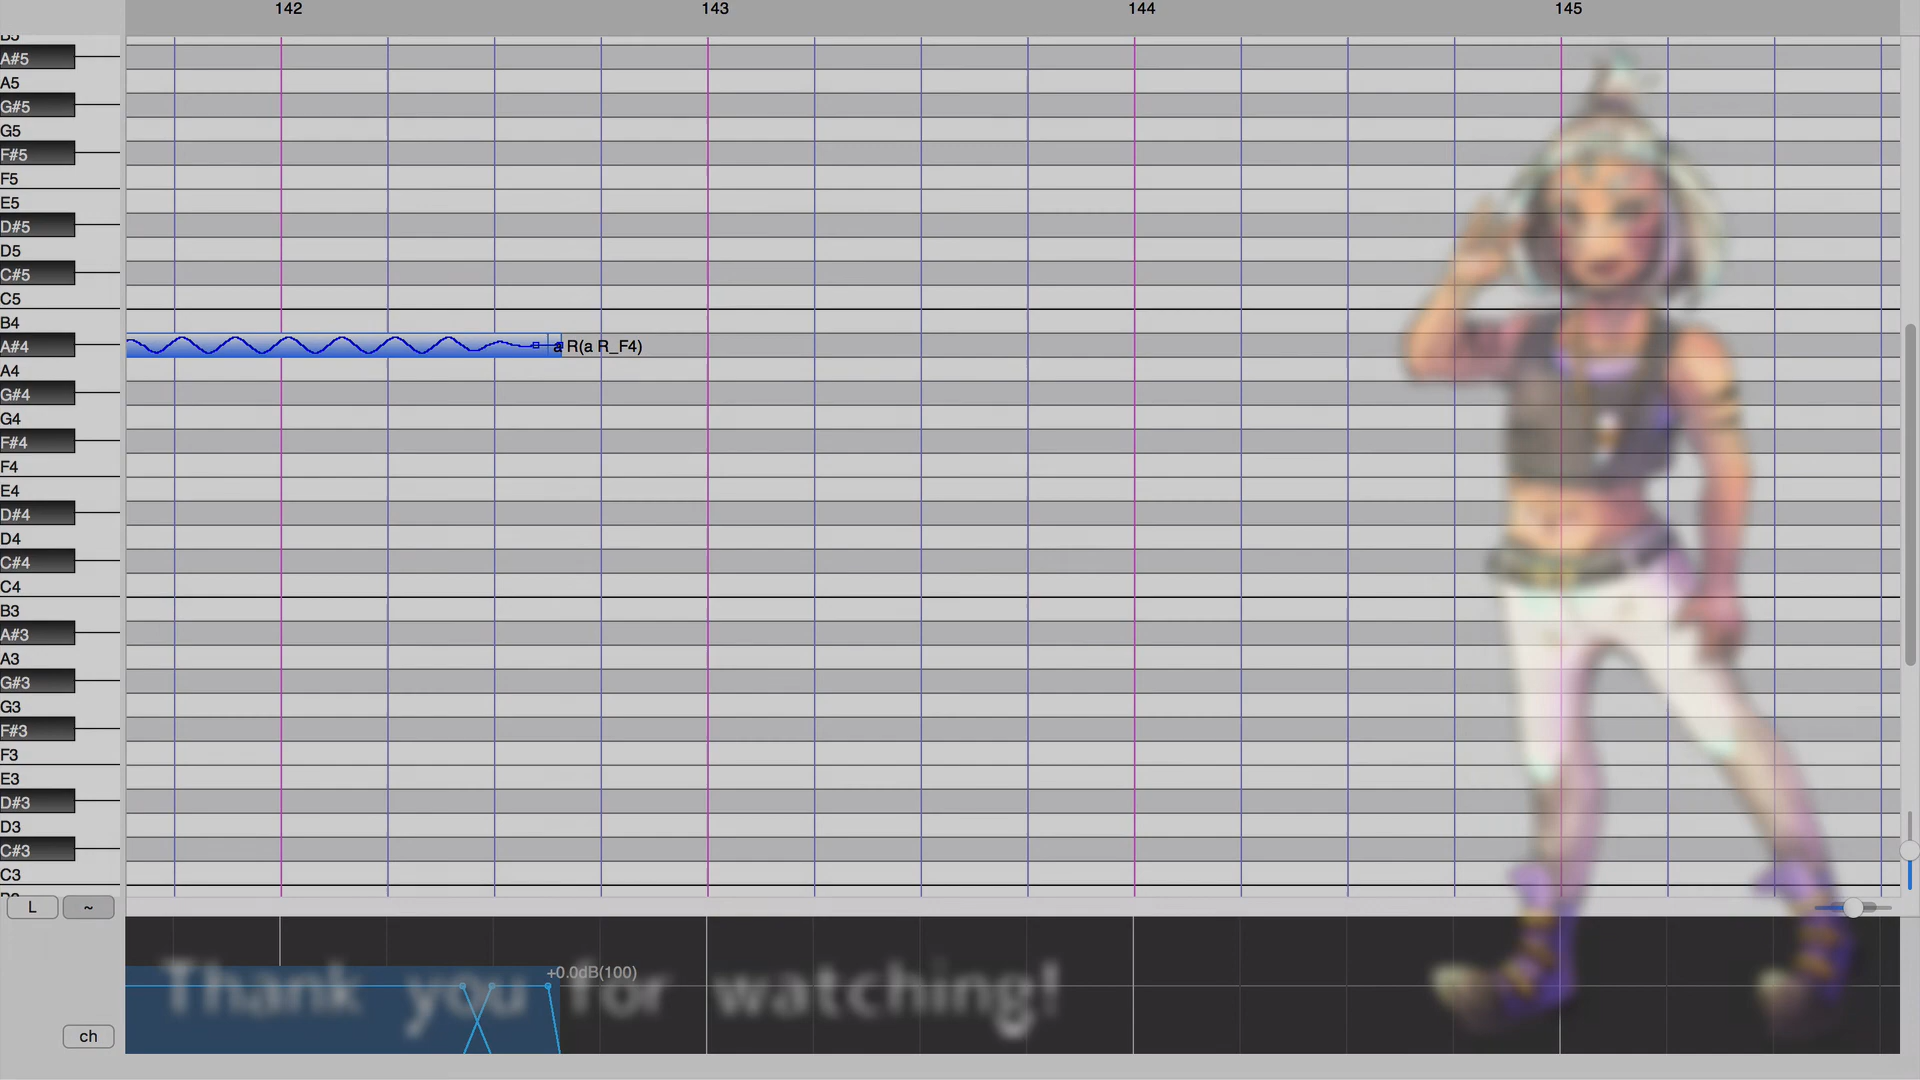 142 143 144 145
B5
A#5
A5
G#5
G5
F#5
F5
E5
D#5
D5
C#5
C5
B4
A#4 a R(a R_F4)
A4
G#4
G4
F#4
F4
E4
D#4
D4
C#4
C4
B3
A#3
A3
G#3
G3
F#3
F3
E3
D#3
D3
C#3
C3
L ~
+0.0dB(100)
Thank you for watching!
ch